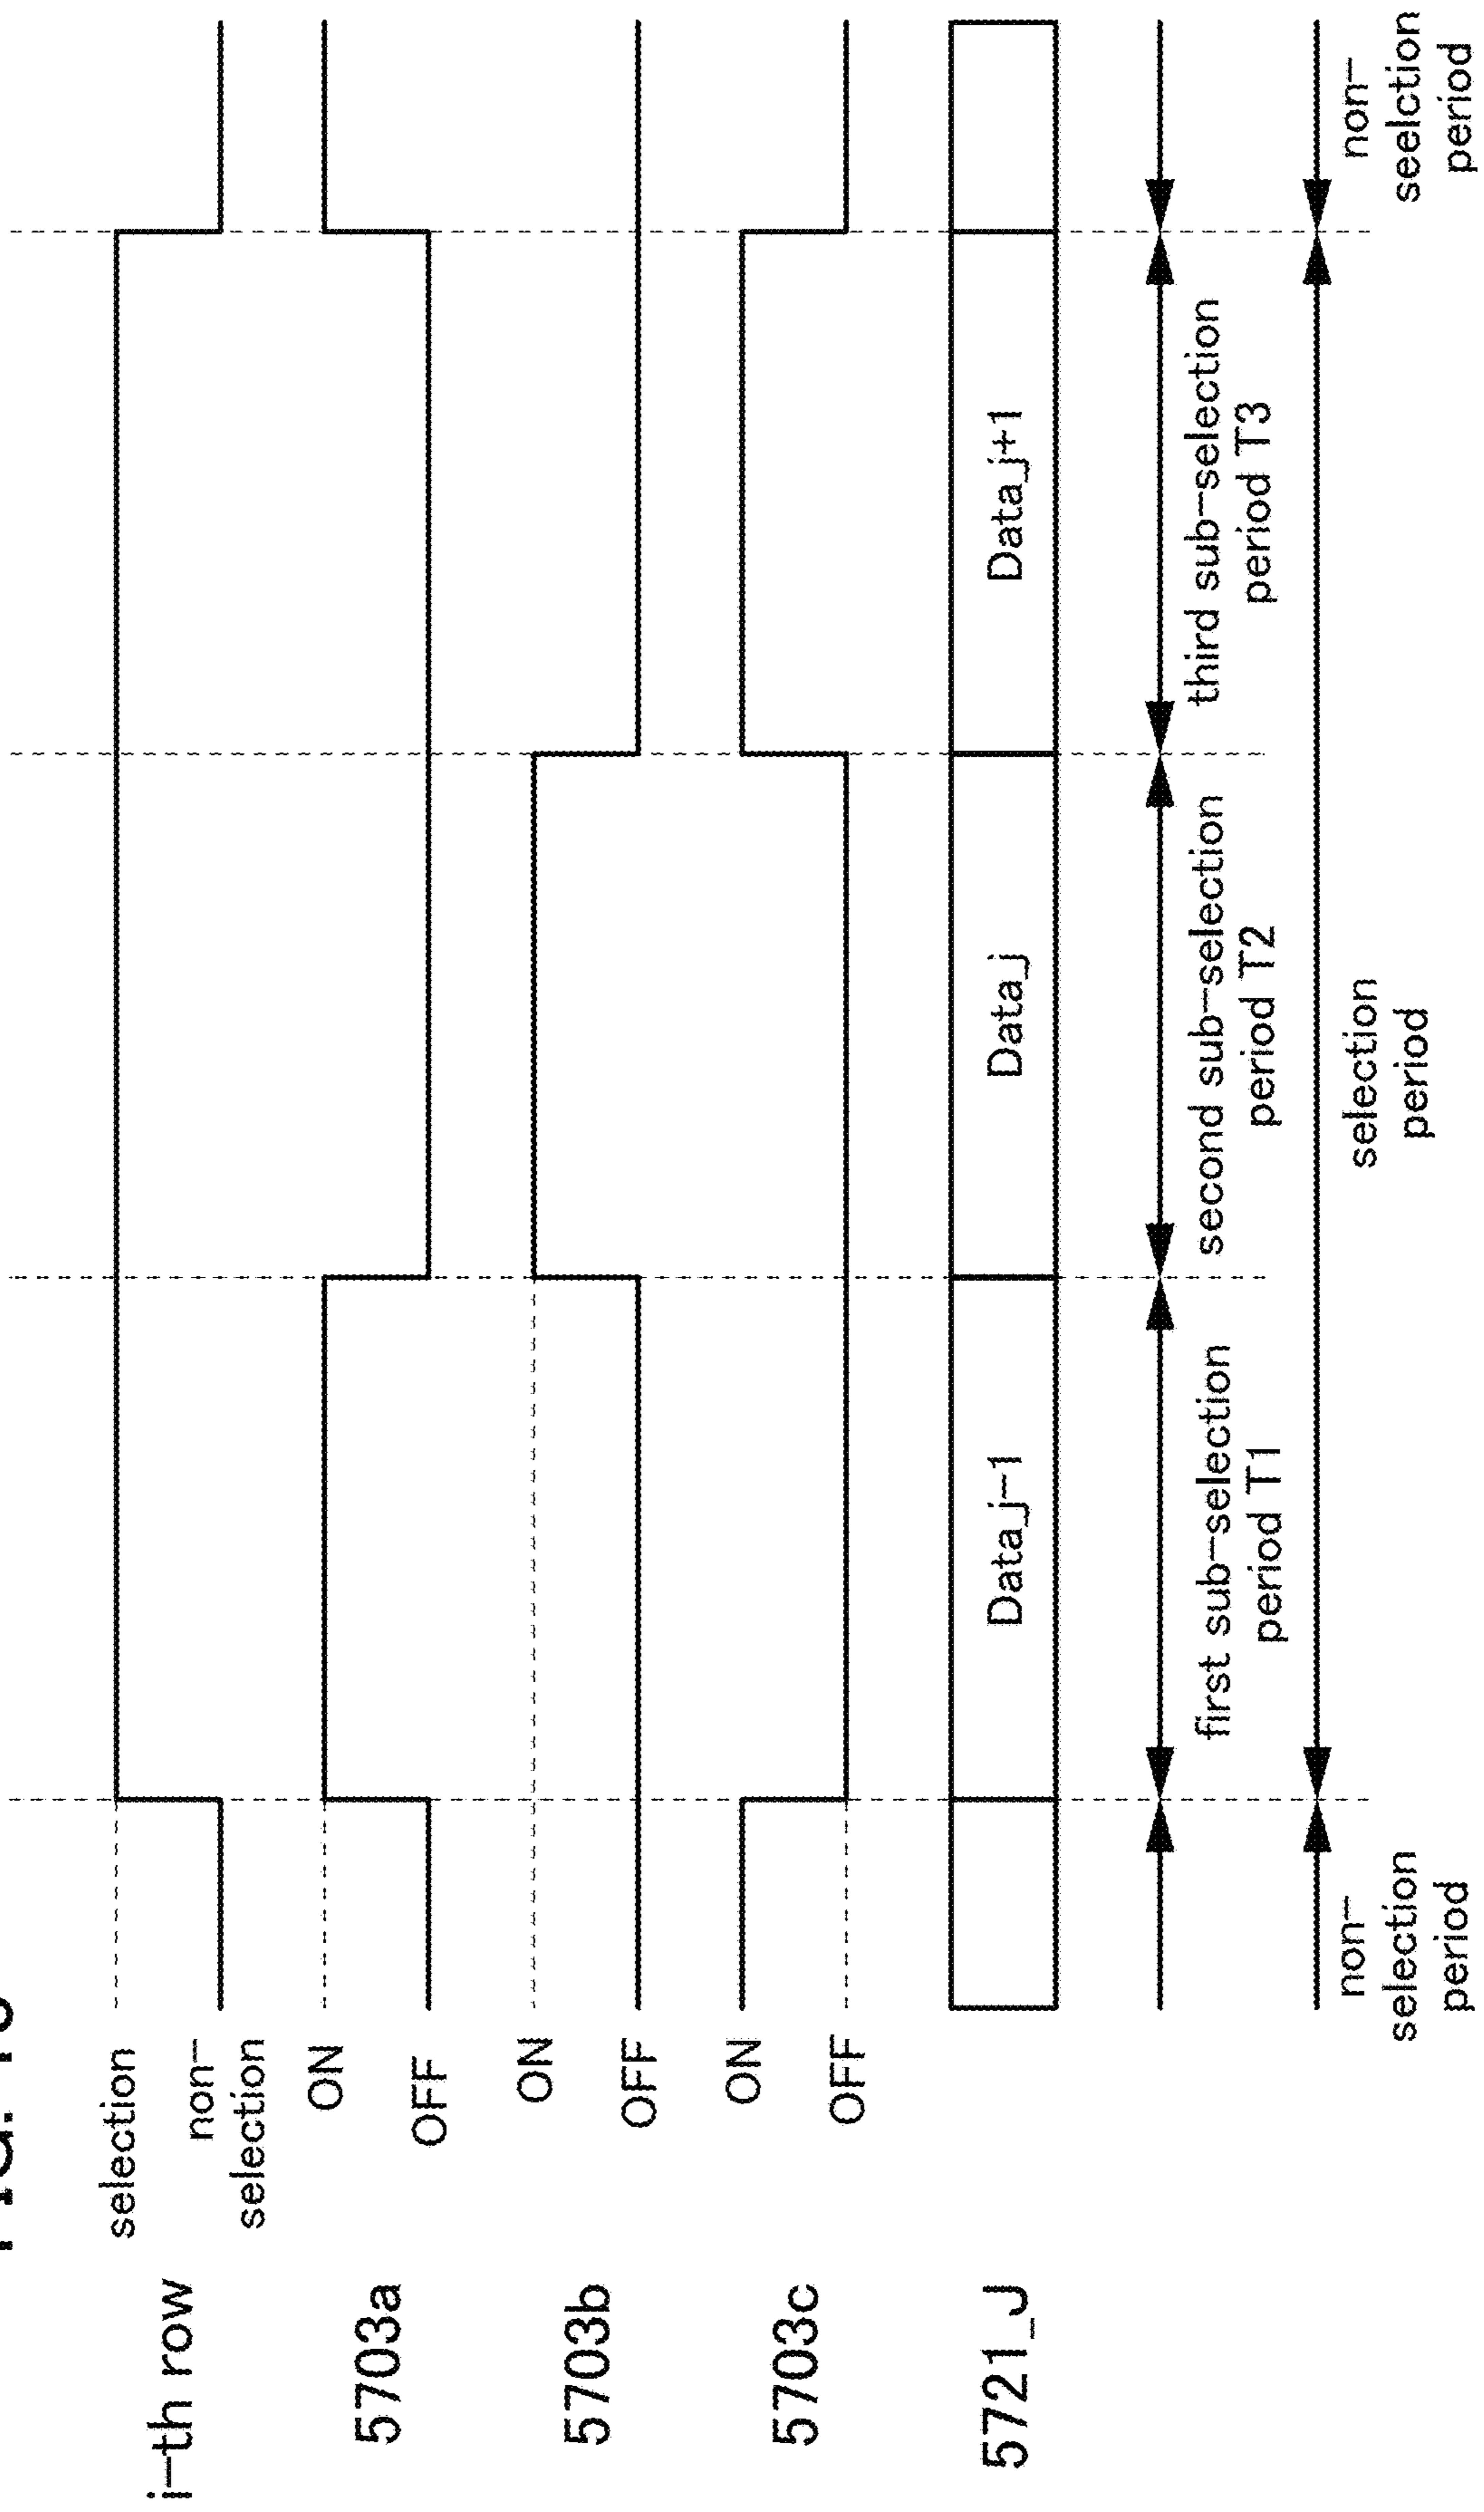 selection
i-th row
non-
selection
ON
5703a
OFF
ON
5703b
OFF
ON
5703c
OFF
5721_J
Data_j-1
Data_j
Data_j+1
first sub-selection
period T1
second sub-selection
period T2
third sub-selection
period T3
non-
selection
period
selection
period
non-
seelction
period